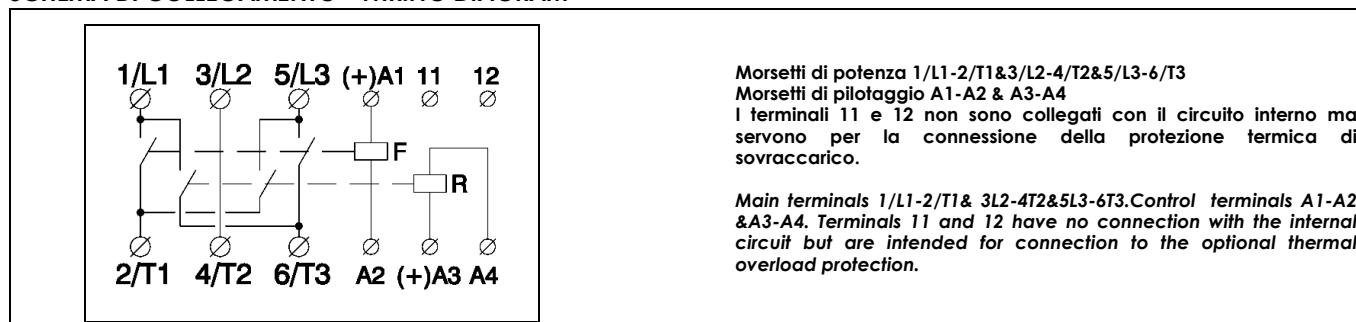 SCHEMA DI COLLEGAMENTO - WIRING DIAGRAM
1/L1 3/L2 5/L3 (+)A1 11 12
F
R
2/T1 4/T2 6/T3 A2 (+)A3 A4
Morsetti di potenza 1/L1-2/T1&3/L2-4/T2&5/L3-6/T3
Morsetti di pilotaggio A1-A2 & A3-A4
I terminali 11 e 12 non sono collegati con il circuito interno ma
servono per la connessione della protezione termica di
sovraccarico.
Main terminals 1/L1-2/T1& 3L2-4T2&5L3-6T3.Control terminals A1-A2
&A3-A4. Terminals 11 and 12 have no connection with the internal
circuit but are intended for connection to the optional thermal
overload protection.